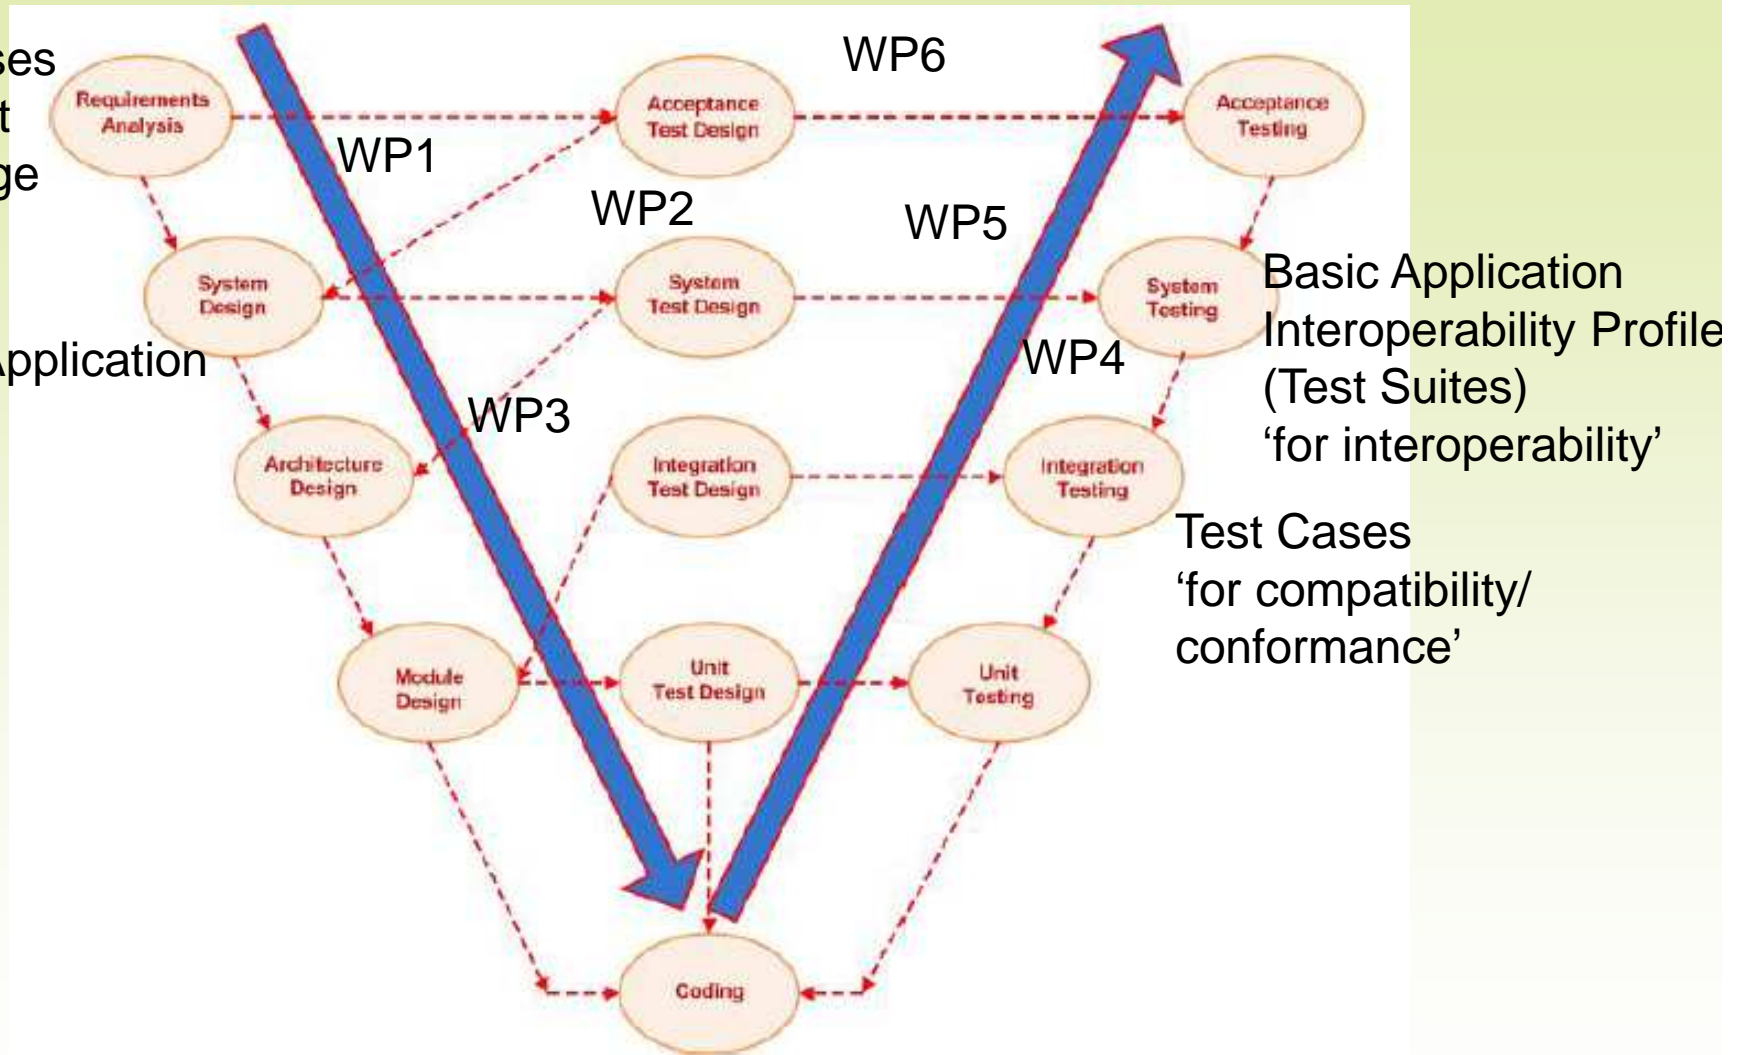 ses
t
ge
Requirements
Analysis
WP1
Acceptance
Test Design
WP6
Acceptance
Testing
WP2
WP5
System
Design
System
Test Design
System
Testing
Basic Application
Interoperability Profile
(Test Suites)
‘for interoperability’
Application
WP3
WP4
Architecture
Design
Integration
Test Design
Integration
Testing
Test Cases
‘for compatibility/
conformance’
Module
Design
Unit
Test Design
Unit
Testing
Coding